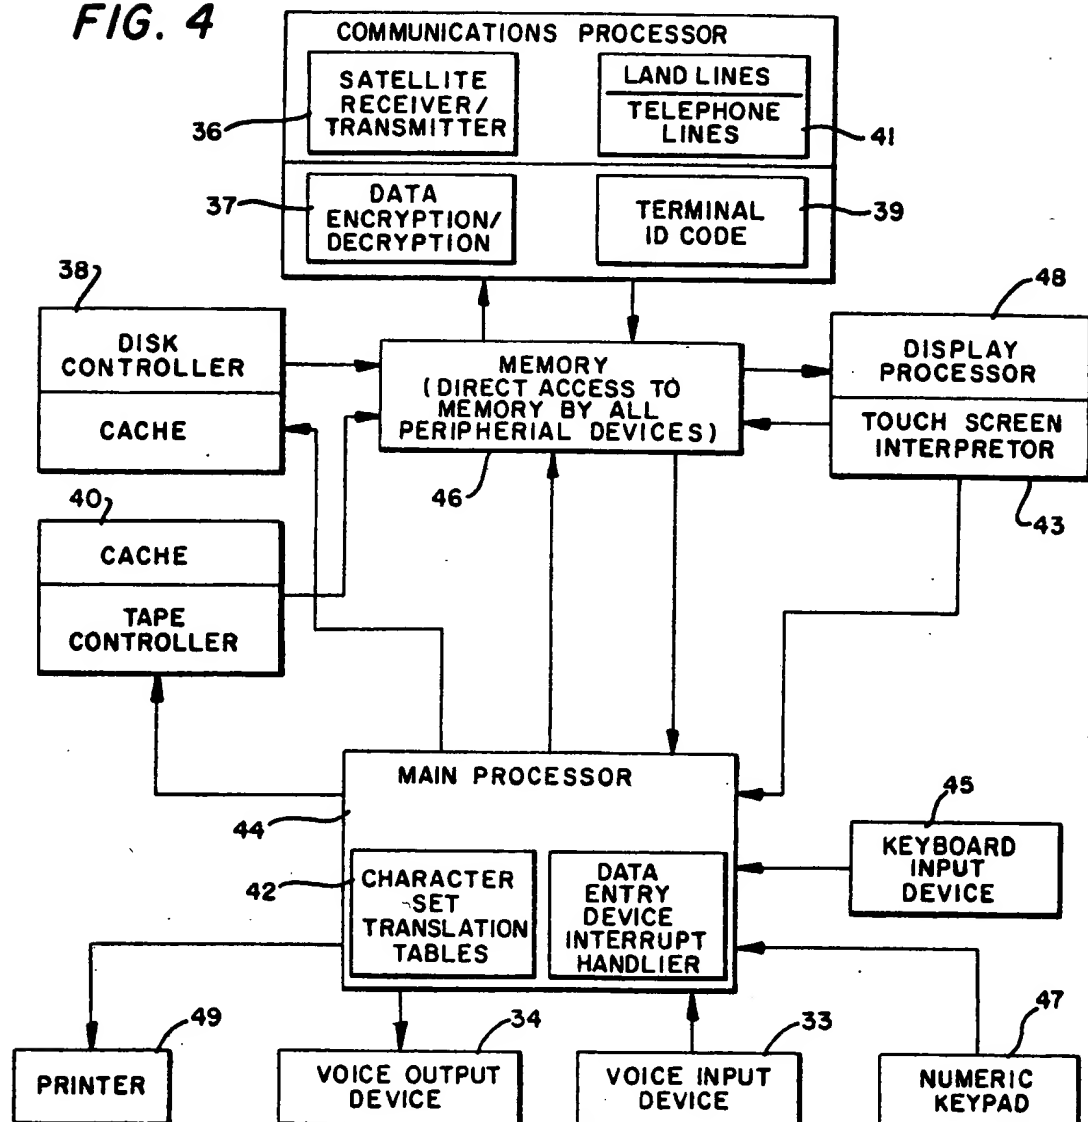 FIG. 4
COMMUNICATIONS PROCESSOR
SATELLITE
RECEIVER/
TRANSMITTER
36
LAND LINES
TELEPHONE
LINES
41
37
DATA
ENCRYPTION/
DECRYPTION
TERMINAL
ID CODE
39
38
DISK
CONTROLLER
CACHE
MEMORY
(DIRECT ACCESS TO
MEMORY BY ALL
PERIPHERIAL DEVICES)
46
48
DISPLAY
PROCESSOR
TOUCH SCREEN
INTERPRETOR
43
40
CACHE
TAPE
CONTROLLER
MAIN PROCESSOR
44
42
CHARACTER
SET
TRANSLATION
TABLES
DATA
ENTRY
DEVICE
INTERRUPT
HANDLIER
45
KEYBOARD
INPUT
DEVICE
49
PRINTER
34
VOICE OUTPUT
DEVICE
33
VOICE INPUT
DEVICE
47
NUMERIC
KEYPAD